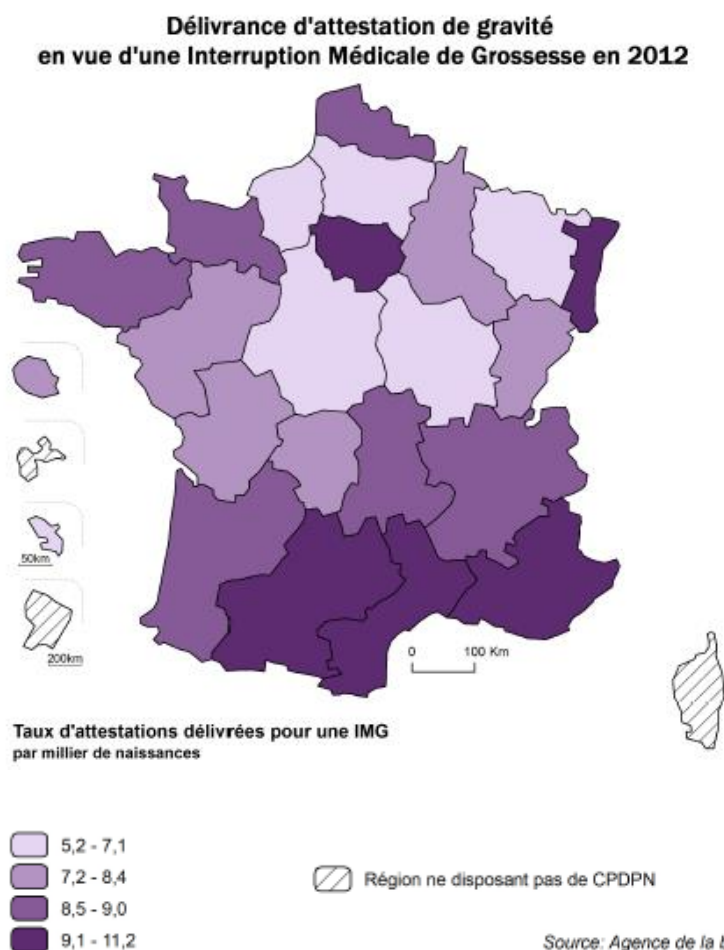 Délivrance d'attestation de gravité
en vue d'une Interruption Médicale de Grossesse en 2012
50km
200km
0 100 Km
Taux d'attestations délivrées pour une IMG
par millier de naissances
5,2 - 7,1
7,2 - 8,4
8,5 - 9,0
9,1 - 11,2
Région ne disposant pas de CPDPN
Source: Agence de la